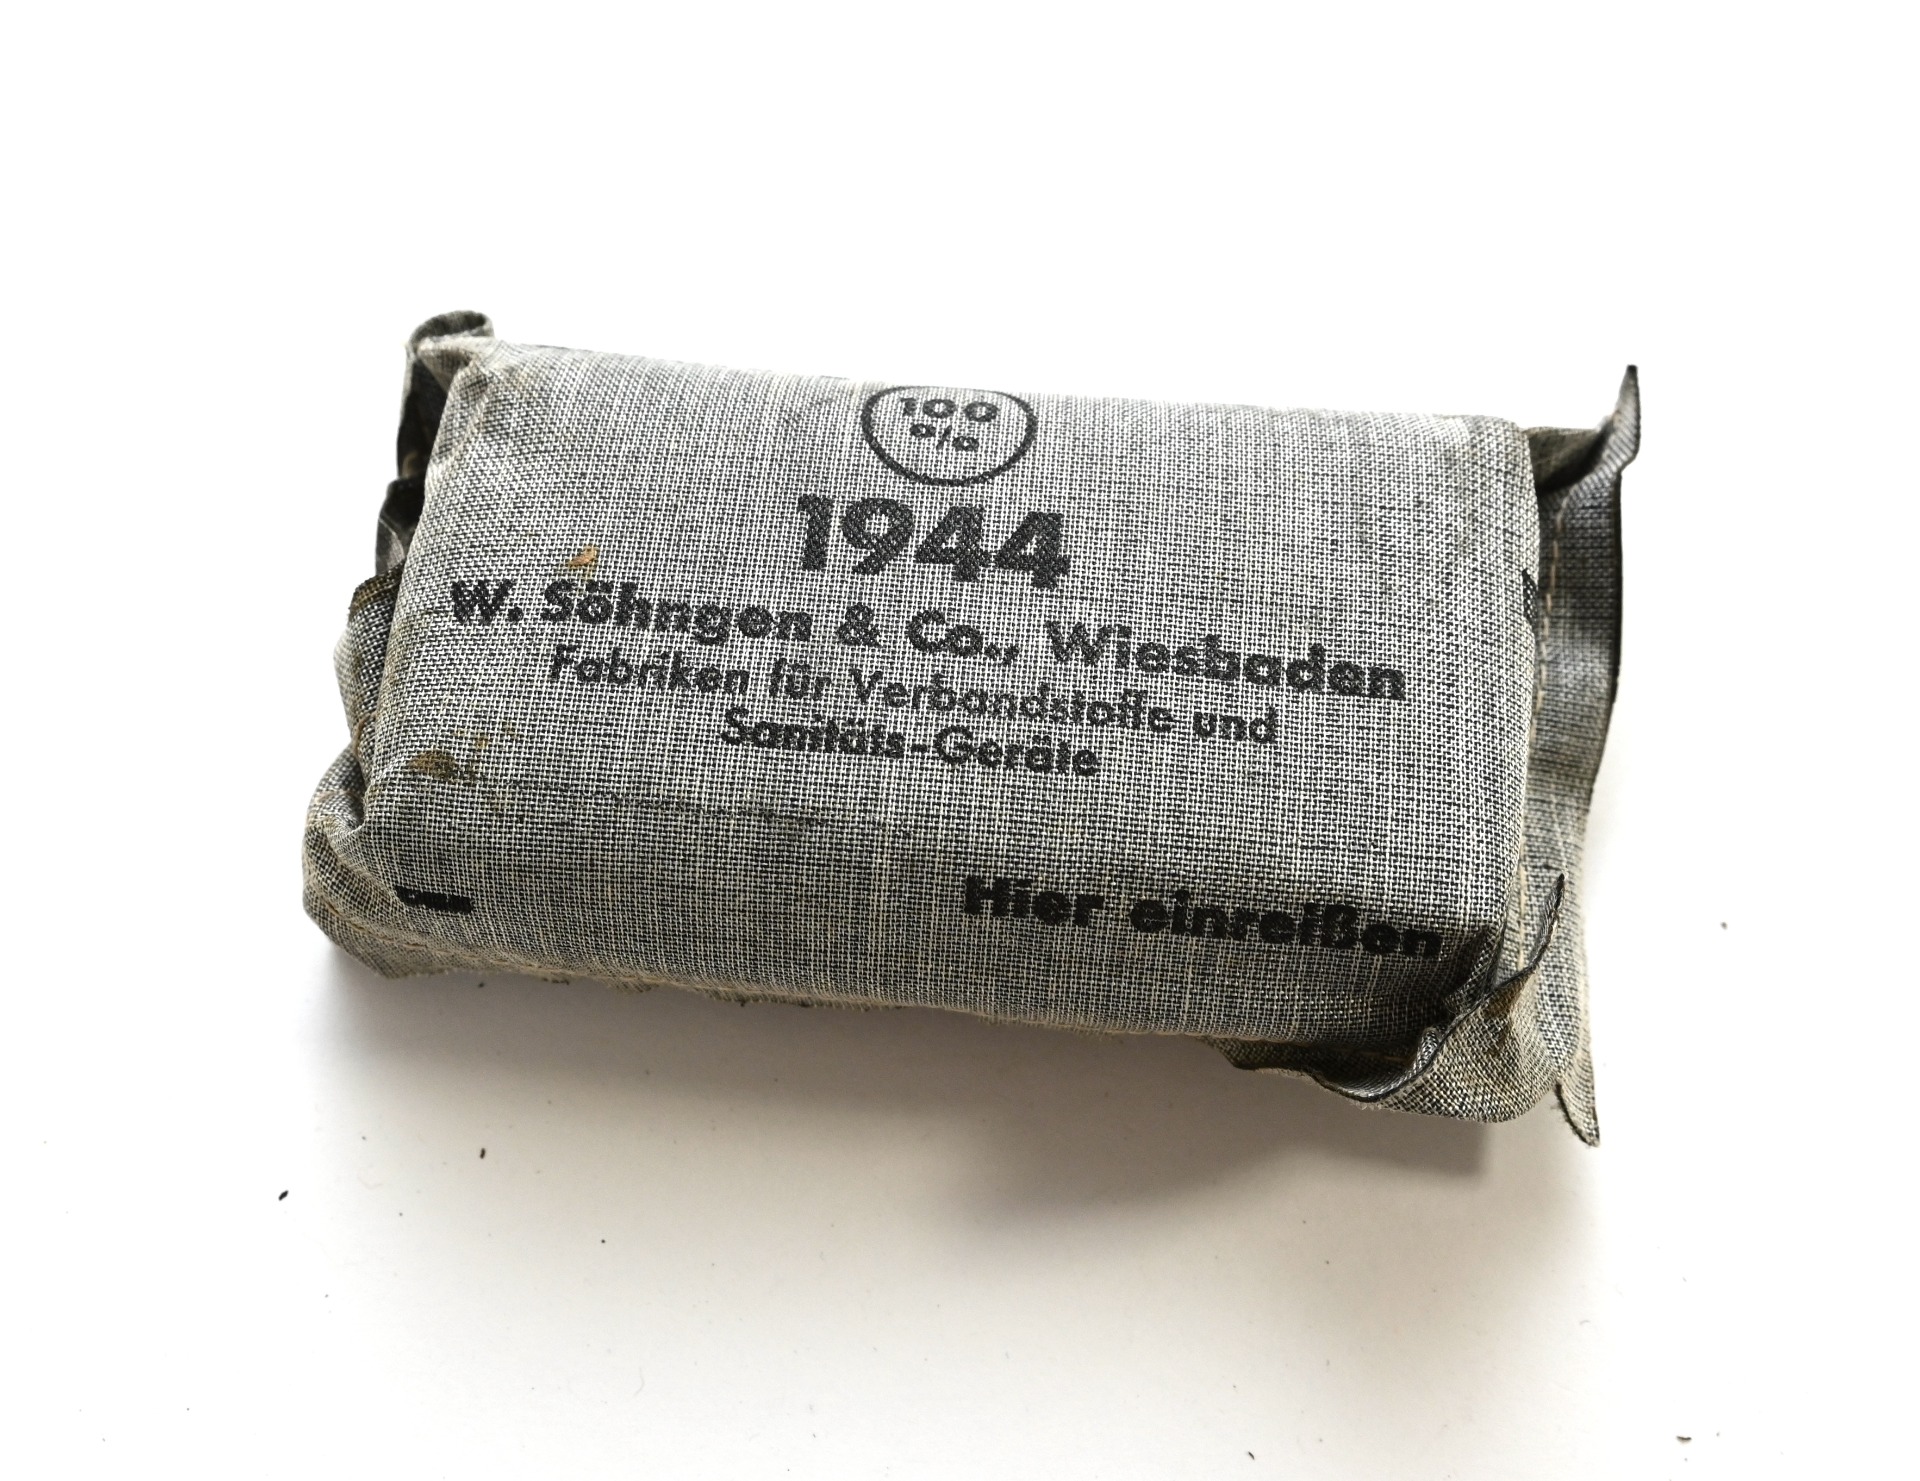 100
o/o
1944
W. Söhngen & Co., Wiesbaden
Fabriken für Verbandstoffe und
Sanitäts-Geräte
Hier einreißen